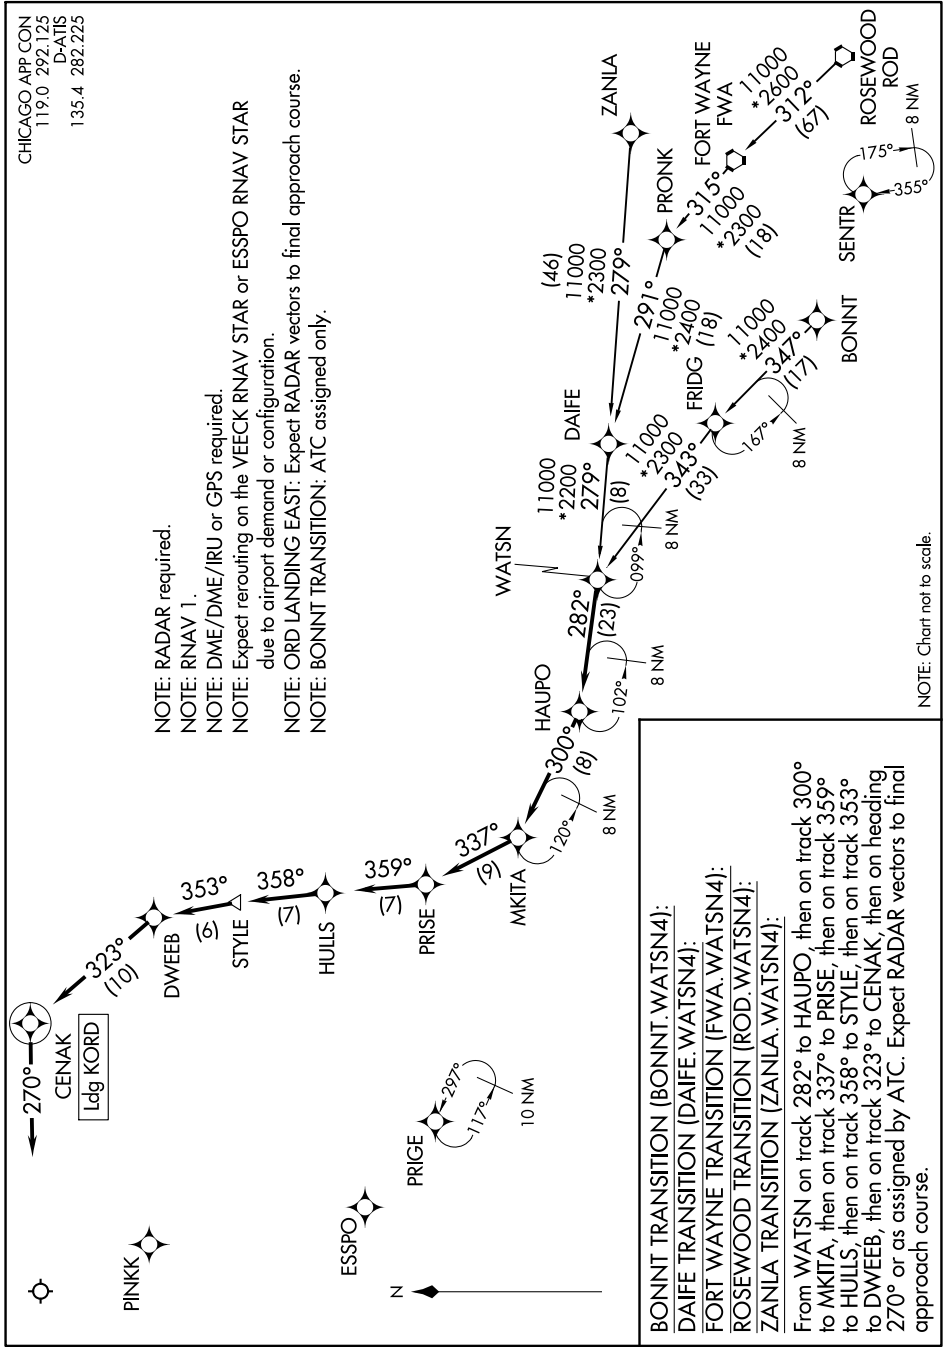 CHICAGO APP CON
119.0 292.125
D-ATIS
135.4 282.225
NOTE: RADAR required.
NOTE: RNAV 1.
NOTE: DME/DME/IRU or GPS required.
NOTE: Expect rerouting on the VEECK RNAV STAR or ESSPO RNAV STAR
due to airport demand or configuration.
NOTE: ORD LANDING EAST: Expect RADAR vectors to final approach course.
NOTE: BONNT TRANSITION: ATC assigned only.
270°
CENAK
Ldg KORD
323°
(10)
DWEEB
353°
(6)
STYLE
358°
(7)
HULLS
359°
(7)
PRISE
337°
(9)
MKITA
120°
8 NM
300°
(8)
HAUPO
102°
8 NM
282°
(23)
WATSN
099°
8 NM
11000
*2200
279°
(8)
DAIFE
(46)
11000
*2300
279°
ZANLA
291°
11000
*2400
(18)
PRONK
315°
11000
*2300
(18)
FORT WAYNE
FWA
11000
*2600
312°
(67)
ROSEWOOD
ROD
11000
*2300
343°
(33)
FRIDG
167°
8 NM
11000
*2400
347°
(17)
BONNT
SENTR
175°
355°
8 NM
PINKK
ESSPO
PRIGE
297°
117°
10 NM
N
NOTE: Chart not to scale.
BONNT TRANSITION (BONNT.WATSN4):
DAIFE TRANSITION (DAIFE.WATSN4):
FORT WAYNE TRANSITION (FWA.WATSN4):
ROSEWOOD TRANSITION (ROD.WATSN4):
ZANLA TRANSITION (ZANLA.WATSN4):
From WATSN on track 282° to HAUPO, then on track 300°
to MKITA, then on track 337° to PRISE, then on track 359°
to HULLS, then on track 358° to STYLE, then on track 353°
to DWEEB, then on track 323° to CENAK, then on heading
270° or as assigned by ATC. Expect RADAR vectors to final
approach course.